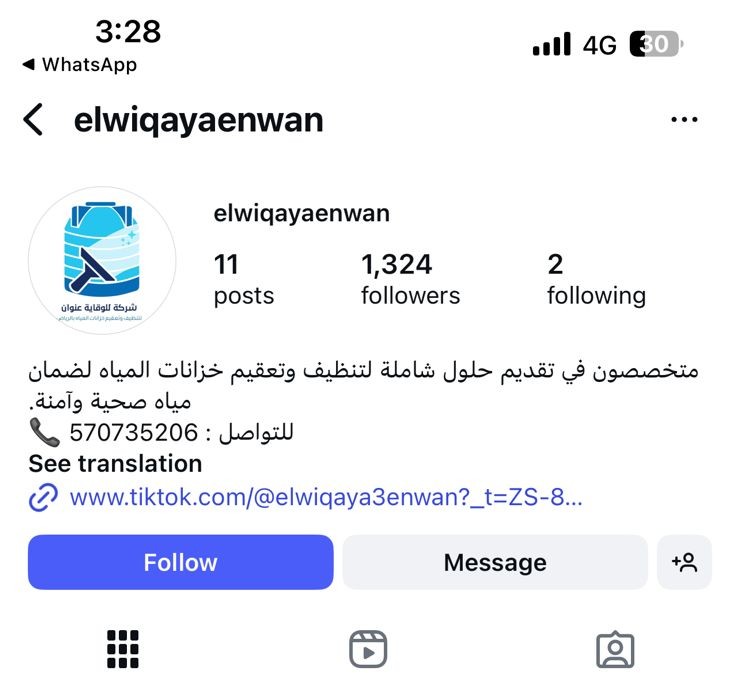 3:28
4G 30
WhatsApp
elwiqayaenwan
elwiqayaenwan
11
posts
1,324
followers
2
following
شركة للوقاية عنوان
لتنظيف وتعقيم خزانات المياه بالرياض
متخصصون في تقديم حلول شاملة لتنظيف وتعقيم خزانات المياه لضمان
مياه صحية وآمنة.
للتواصل : 570735206
See translation
www.tiktok.com/@elwiqaya3enwan?_t=ZS-8...
Follow
Message